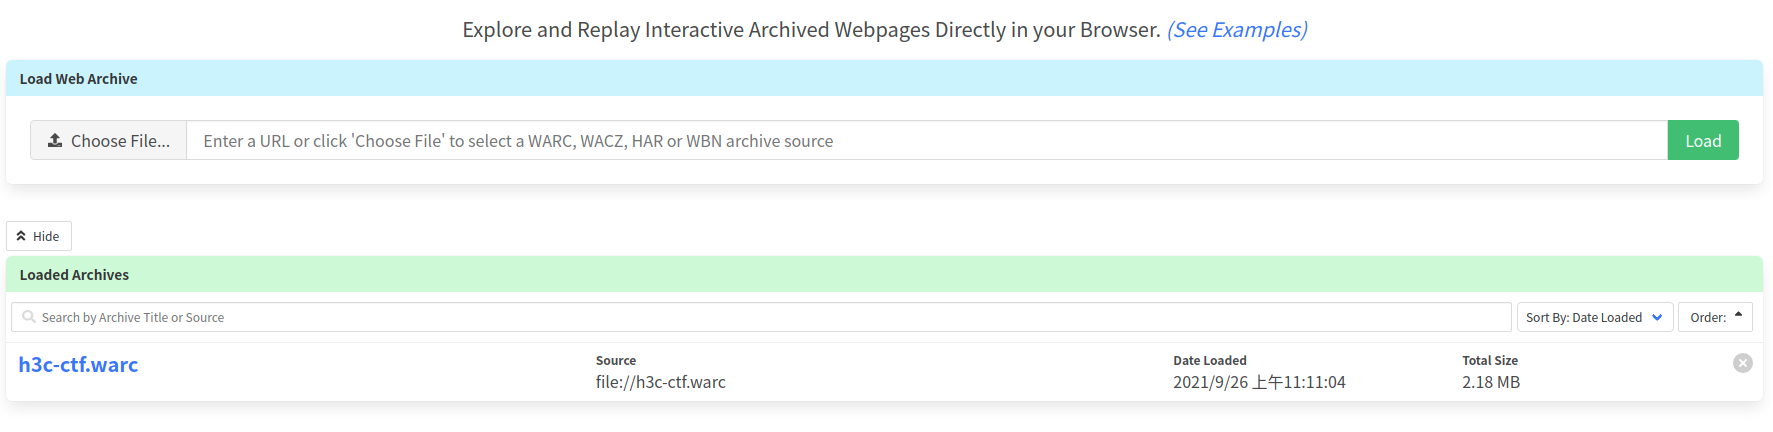 Explore and Replay Interactive Archived Webpages Directly in your Browser. (See Examples)
Load Web Archive
Choose File... Enter a URL or click 'Choose File' to select a WARC, WACZ, HAR or WBN archive source Load
Hide
Loaded Archives
Search by Archive Title or Source Sort By: Date Loaded Order:
h3c-ctf.warc Source Date Loaded Total Size
file://h3c-ctf.warc 2021/9/26 上午11:11:04 2.18 MB